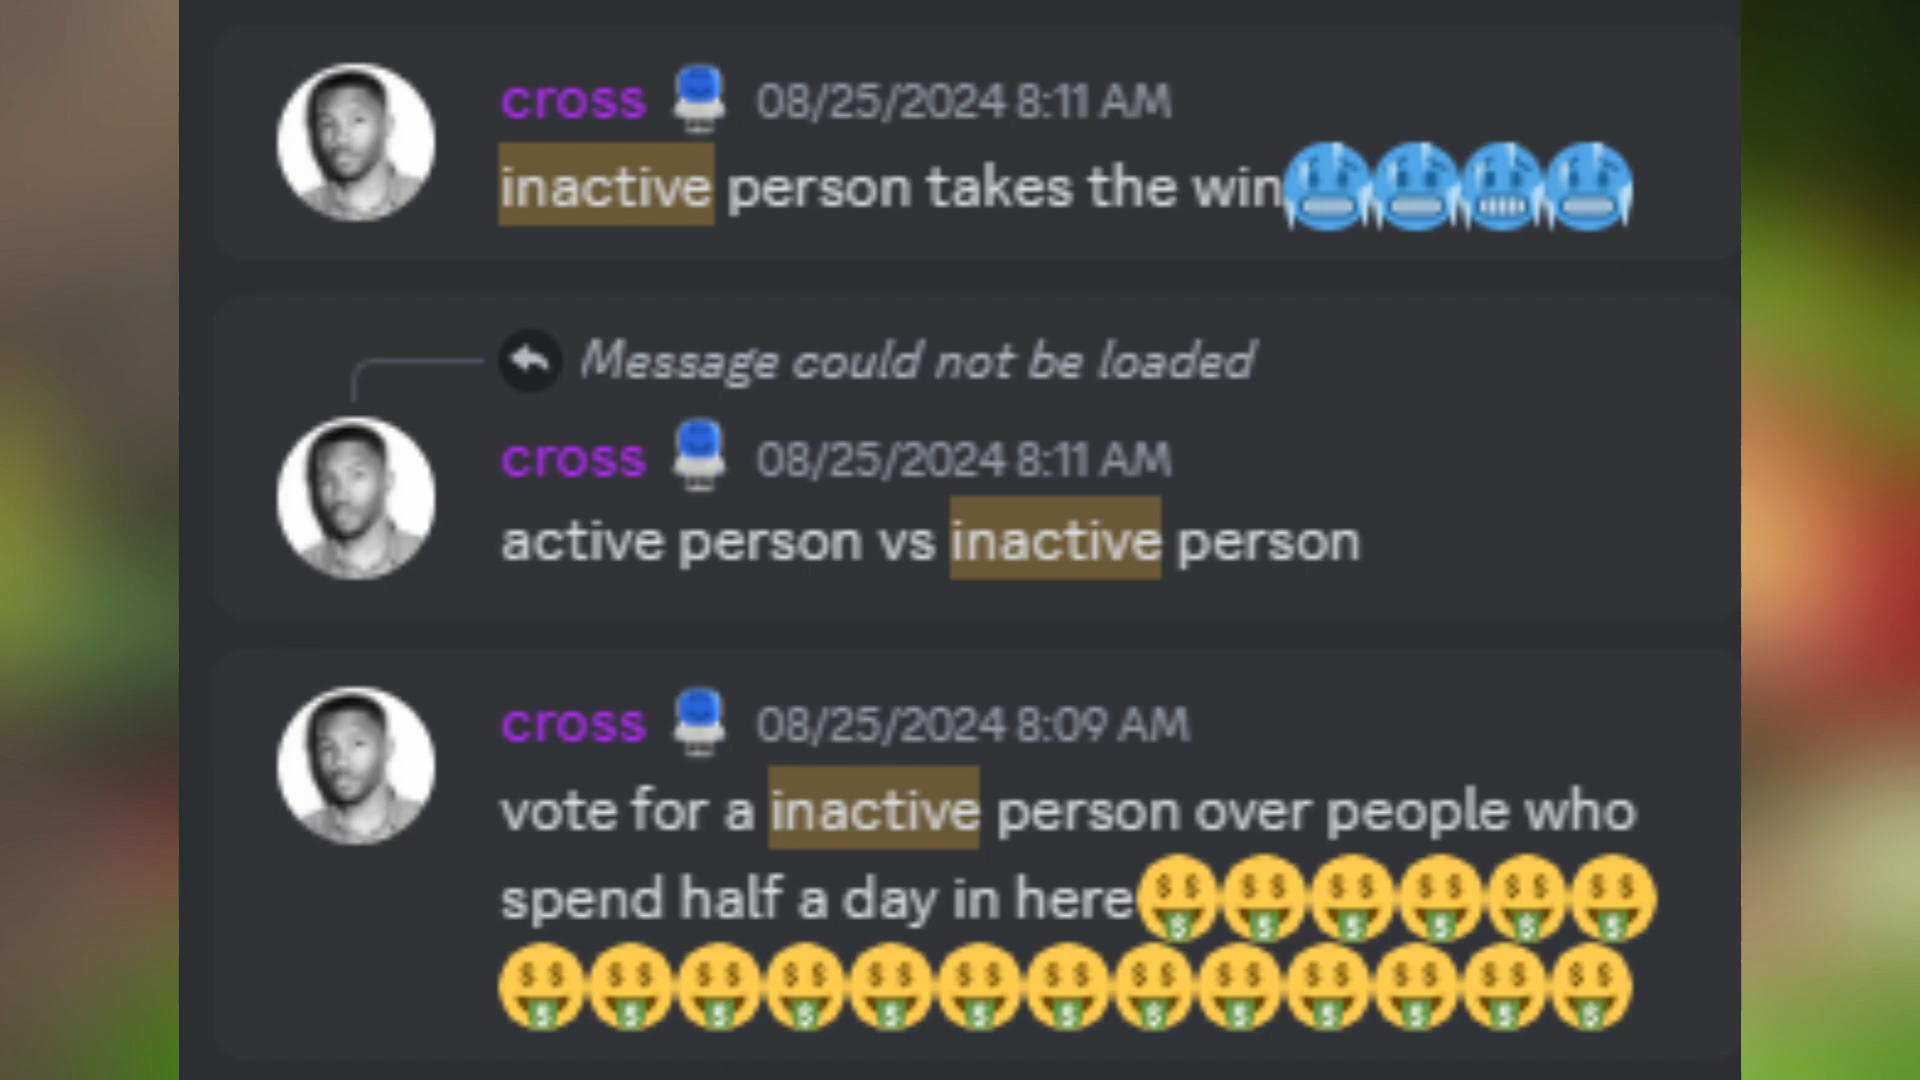 cross 08/25/2024 8:11 AM
inactive person takes the win🥶🥶🥶🥶
Message could not be loaded
cross 08/25/2024 8:11 AM
active person vs inactive person
cross 08/25/2024 8:09 AM
vote for a inactive person over people who
spend half a day in here🤑🤑🤑🤑🤑🤑
🤑🤑🤑🤑🤑🤑🤑🤑🤑🤑🤑🤑🤑